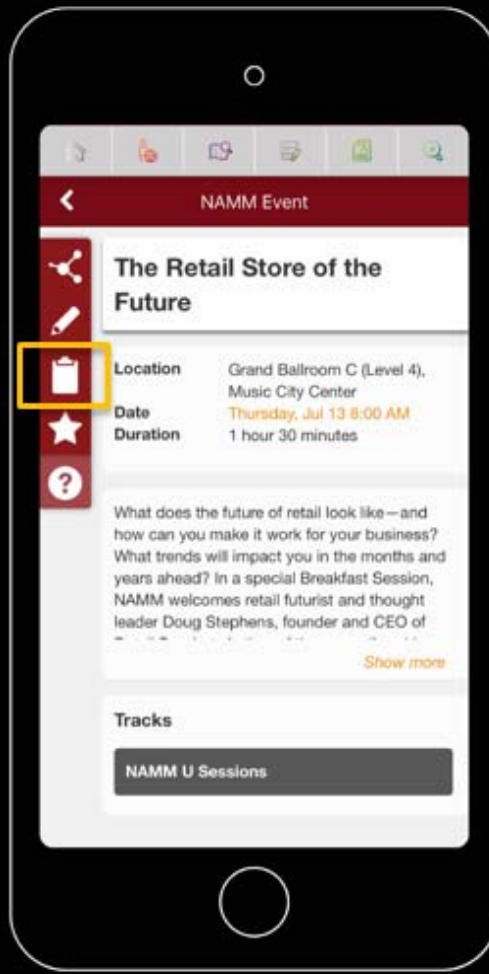 NAMM Event
The Retail Store of the
Future
Location Grand Ballroom C (Level 4),
Music City Center
Date Thursday, Jul 13 8:00 AM
Duration 1 hour 30 minutes
?
What does the future of retail look like—and
how can you make it work for your business?
What trends will impact you in the months and
years ahead? In a special Breakfast Session,
NAMM welcomes retail futurist and thought
leader Doug Stephens, founder and CEO of
Show more
Tracks
NAMM U Sessions